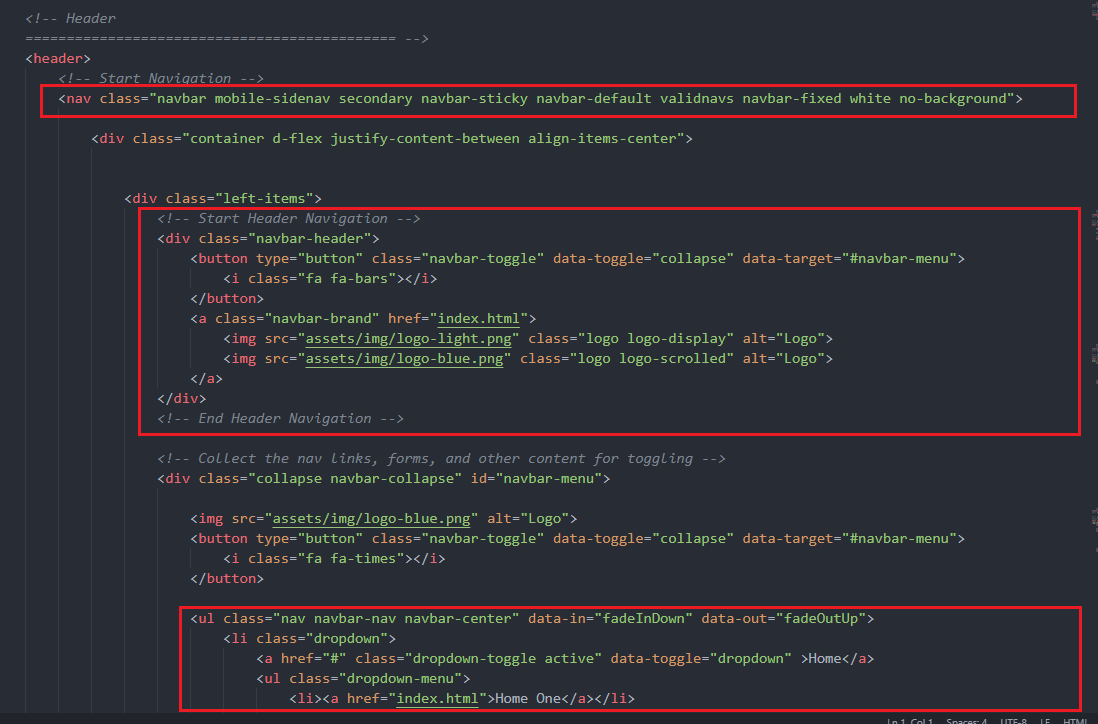 <!-- Header
============================================= -->
<header>
<!-- Start Navigation -->
<nav class="navbar mobile-sidenav secondary navbar-sticky navbar-default validnavs navbar-fixed white no-background">
<div class="container d-flex justify-content-between align-items-center">
<div class="left-items">
<!-- Start Header Navigation -->
<div class="navbar-header">
<button type="button" class="navbar-toggle" data-toggle="collapse" data-target="#navbar-menu">
<i class="fa fa-bars"></i>
</button>
<a class="navbar-brand" href="index.html">
<img src="assets/img/logo-light.png" class="logo logo-display" alt="Logo">
<img src="assets/img/logo-blue.png" class="logo logo-scrolled" alt="Logo">
</a>
</div>
<!-- End Header Navigation -->
<!-- Collect the nav links, forms, and other content for toggling -->
<div class="collapse navbar-collapse" id="navbar-menu">
<img src="assets/img/logo-blue.png" alt="Logo">
<button type="button" class="navbar-toggle" data-toggle="collapse" data-target="#navbar-menu">
<i class="fa fa-times"></i>
</button>
<ul class="nav navbar-nav navbar-center" data-in="fadeInDown" data-out="fadeOutUp">
<li class="dropdown">
<a href="#" class="dropdown-toggle active" data-toggle="dropdown" >Home</a>
<ul class="dropdown-menu">
<li><a href="index.html">Home One</a></li>
Ln 1, Col 1 Spaces: 4 UTF-8 LF HTML